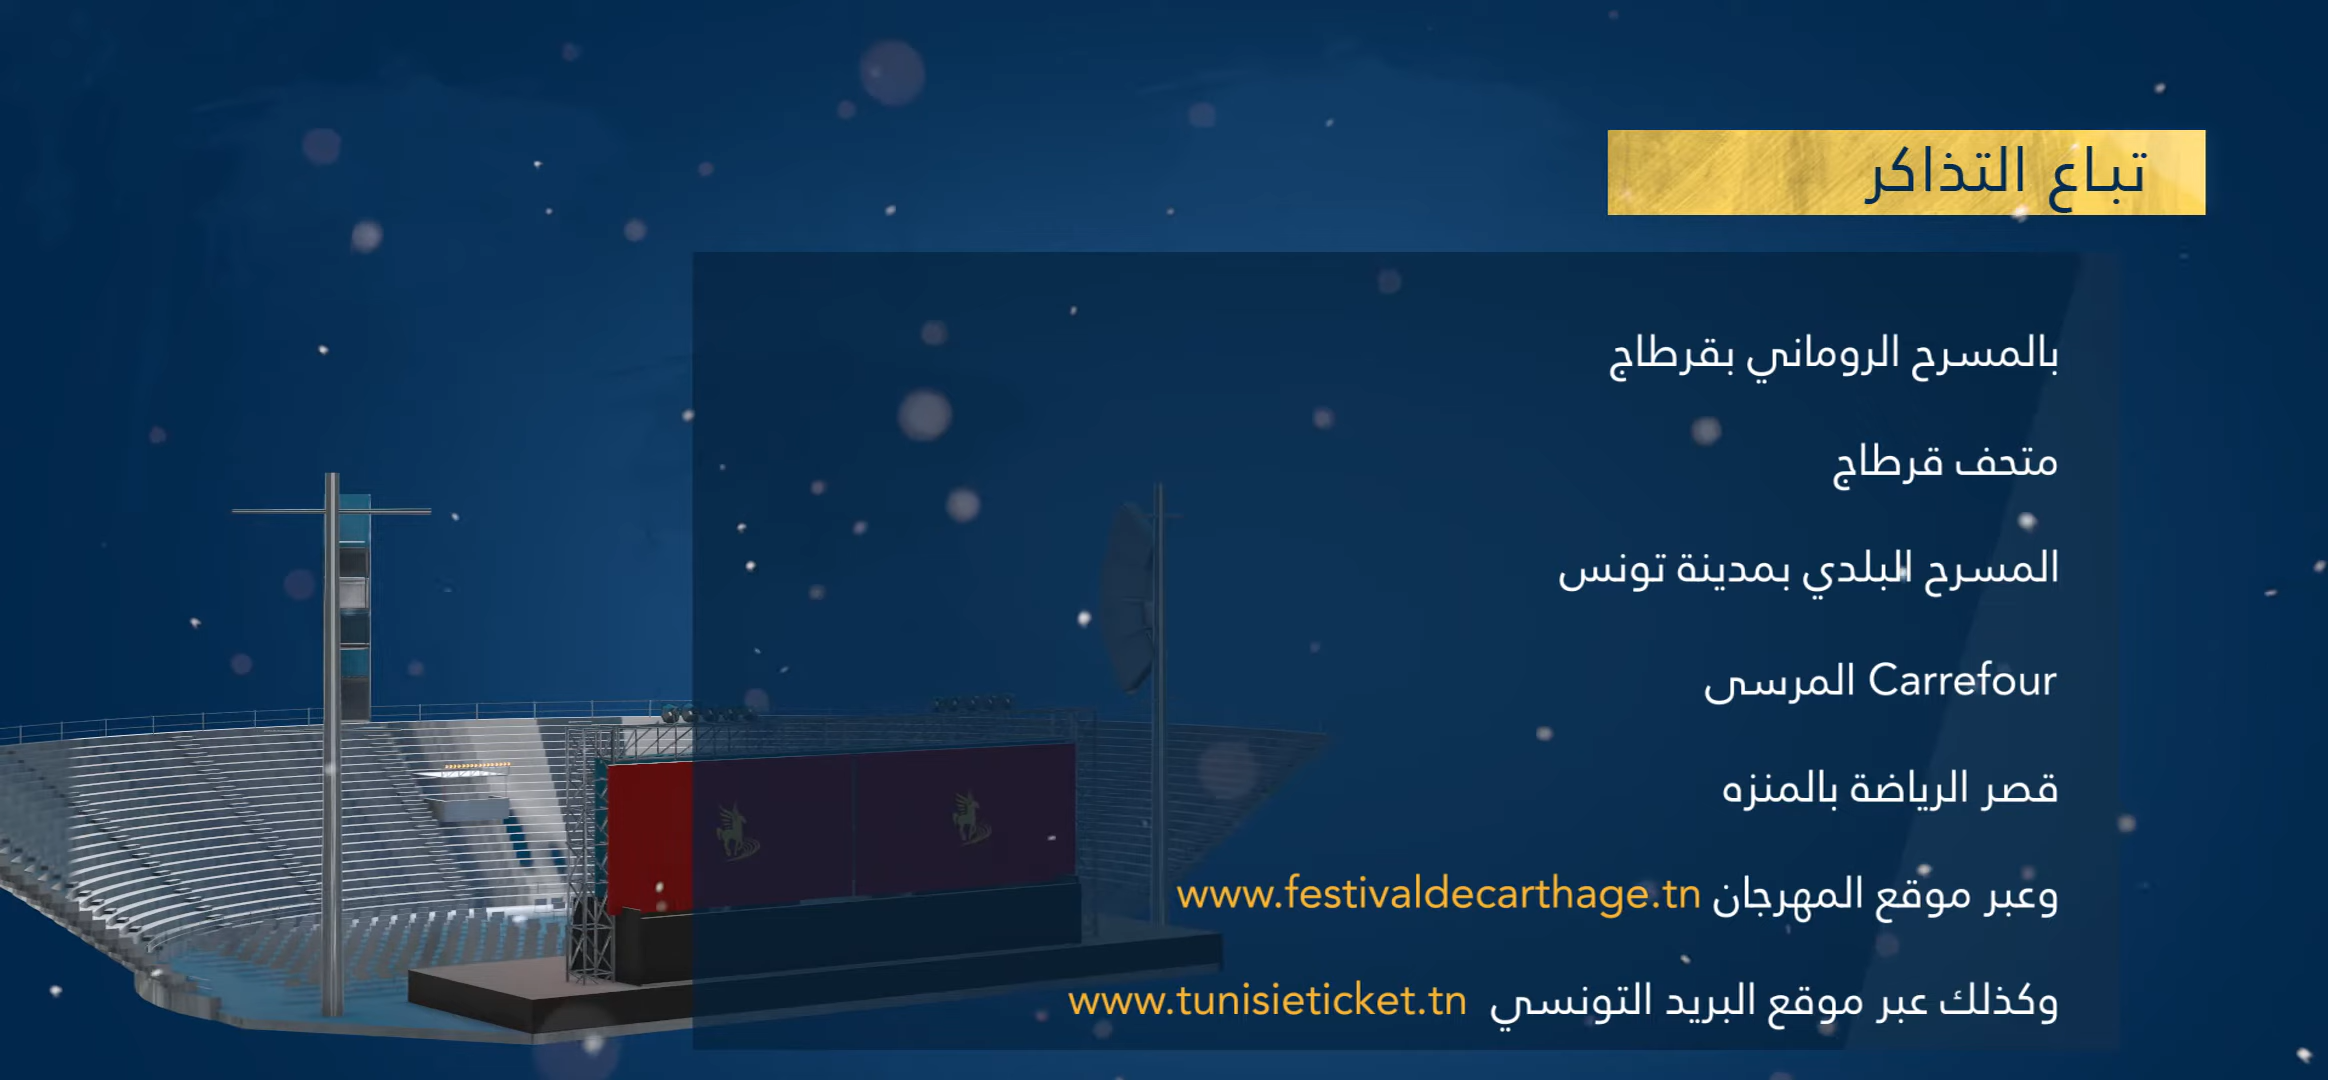 تباع التذاكر
بالمسرح الروماني بقرطاج
متحف قرطاج
المسرح البلدي بمدينة تونس
Carrefour المرسى
قصر الرياضة بالمنزه
وعبر موقع المهرجان www.festivaldecarthage.tn
وكذلك عبر موقع البريد التونسي www.tunisieticket.tn